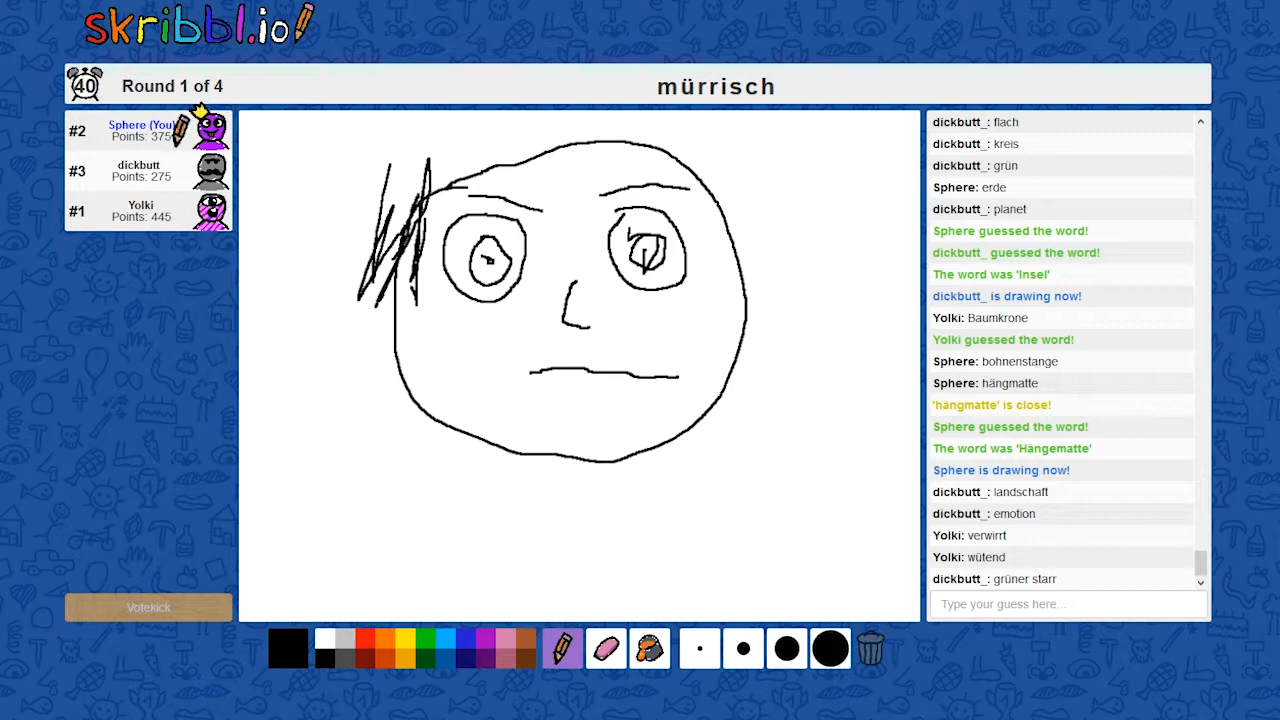 skribbl.io
40
Round 1 of 4
mürrisch
#2
Sphere (You)
Points: 375
#3
dickbutt_
Points: 275
#1
Yolki
Points: 445
Votekick
dickbutt_: flach
dickbutt_: kreis
dickbutt_: grün
Sphere: erde
dickbutt_: planet
Sphere guessed the word!
dickbutt_ guessed the word!
The word was 'Insel'
dickbutt_ is drawing now!
Yolki: Baumkrone
Yolki guessed the word!
Sphere: bohnenstange
Sphere: hängmatte
'hängmatte' is close!
Sphere guessed the word!
The word was 'Hängematte'
Sphere is drawing now!
dickbutt_: landschaft
dickbutt_: emotion
Yolki: verwirrt
Yolki: wütend
dickbutt_: grüner starr
Type your guess here...